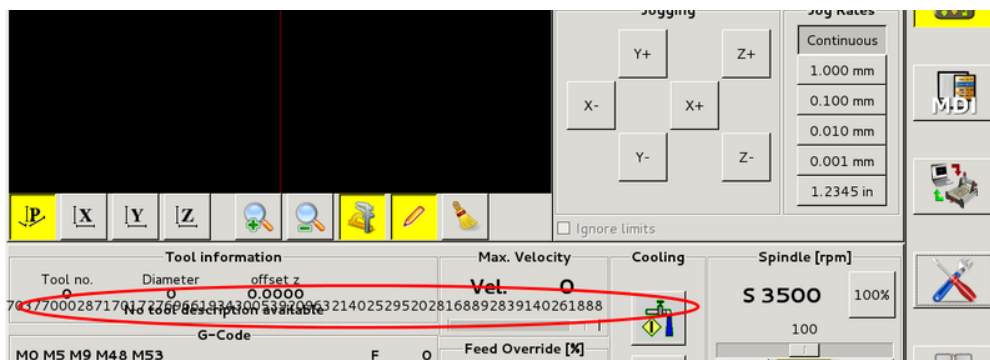 Jogging
Jog Rates
Continuous
Y+
Z+
1.000 mm
X-
X+
0.100 mm
MDI
0.010 mm
Y-
Z-
0.001 mm
1.2345 in
P
X
Y
Z
Ignore limits
Tool information
Max. Velocity
Cooling
Spindle [rpm]
Tool no.
Diameter
offset z
Vel. 0
0
0
0.0000
S 3500
100%
No tool description available
100
G-Code
M0 M5 M9 M48 M53
F 0
Feed Override [%]